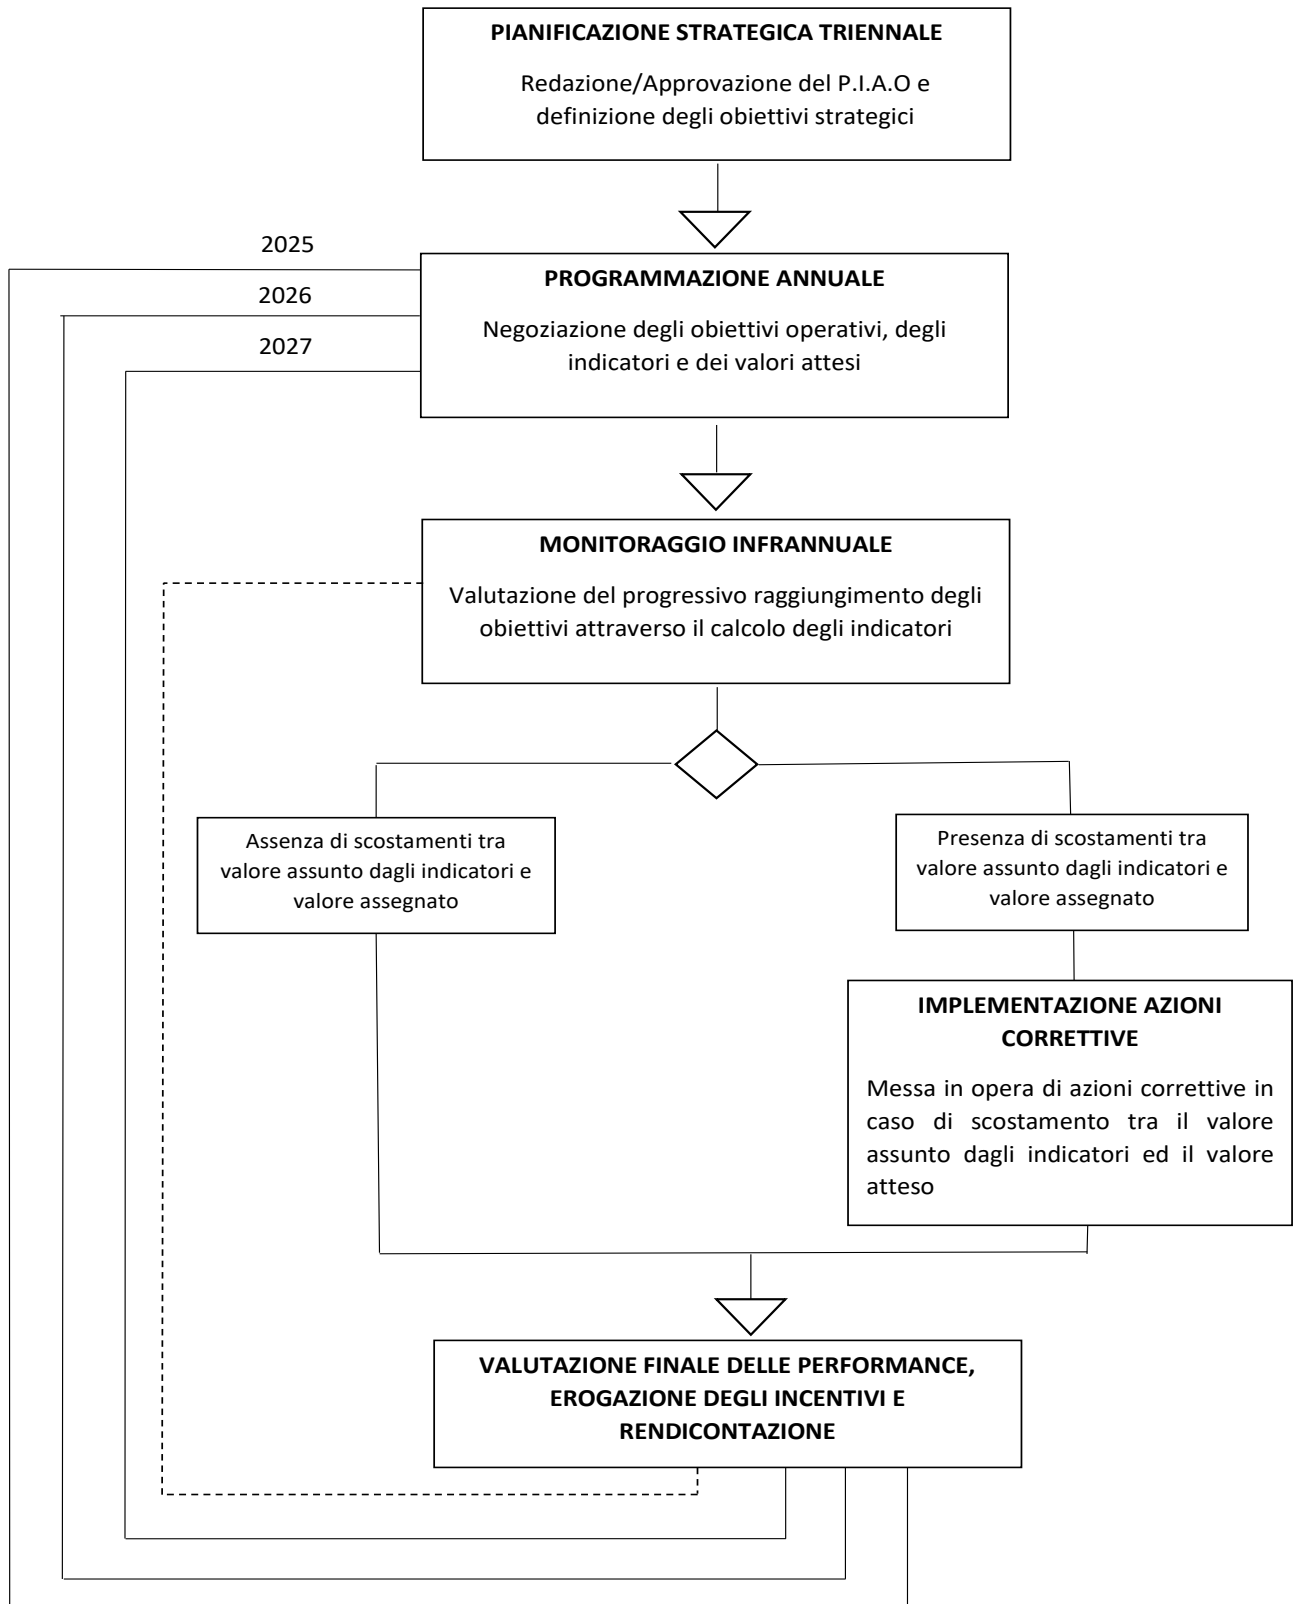 PIANIFICAZIONE STRATEGICA TRIENNALE
Redazione/Approvazione del P.I.A.O e
definizione degli obiettivi strategici
2025
2026
2027
PROGRAMMAZIONE ANNUALE
Negoziazione degli obiettivi operativi, degli
indicatori e dei valori attesi
MONITORAGGIO INFRANNUALE
Valutazione del progressivo raggiungimento degli
obiettivi attraverso il calcolo degli indicatori
Assenza di scostamenti tra
valore assunto dagli indicatori e
valore assegnato
Presenza di scostamenti tra
valore assunto dagli indicatori e
valore assegnato
IMPLEMENTAZIONE AZIONI
CORRETTIVE
Messa in opera di azioni correttive in
caso di scostamento tra il valore
assunto dagli indicatori ed il valore
atteso
VALUTAZIONE FINALE DELLE PERFORMANCE,
EROGAZIONE DEGLI INCENTIVI E
RENDICONTAZIONE